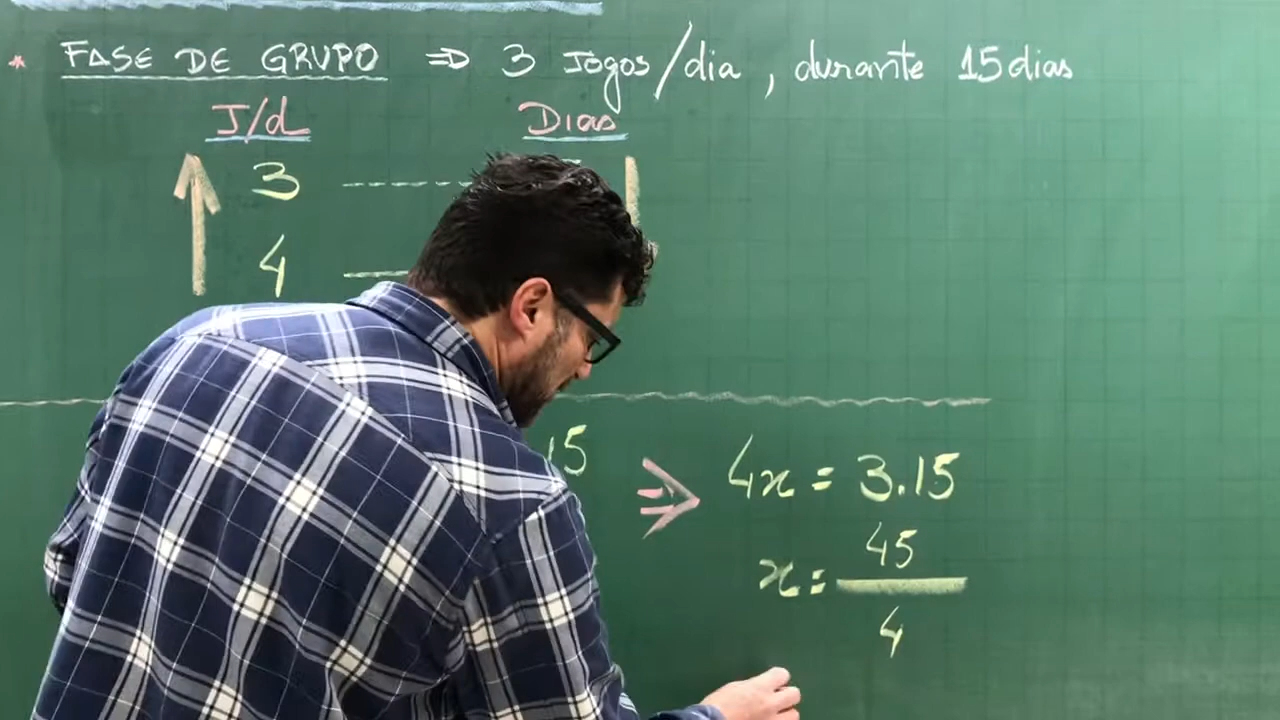 * FASE DE GRUPO => 3 Jogos/dia, durante 15 dias
J/d Dias
3
4
15 => 4x = 3.15
x = 45/4